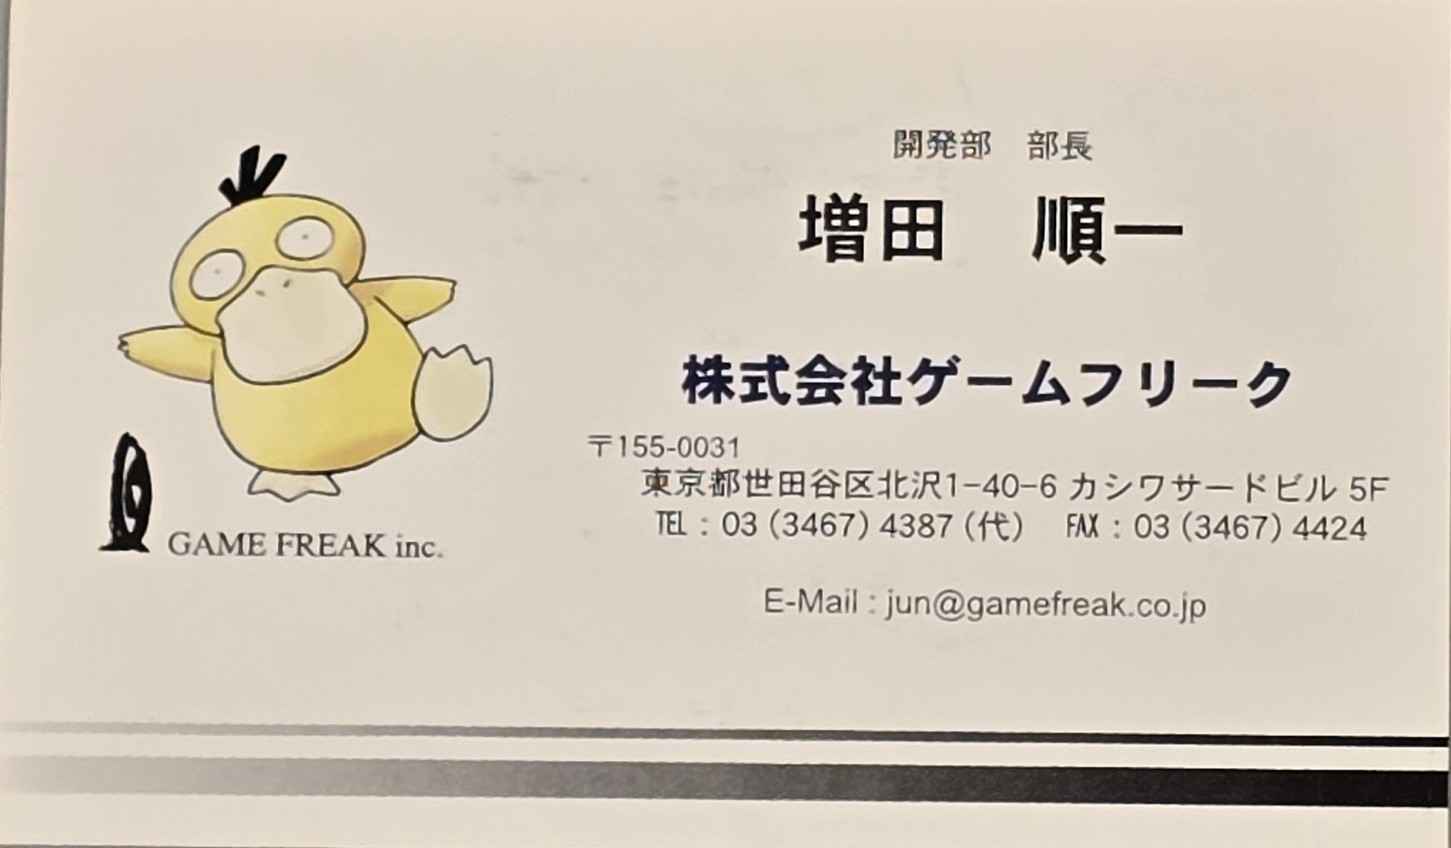 開発部　部長
増田　順一
株式会社ゲームフリーク
〒155-0031
東京都世田谷区北沢1-40-6 カシワサードビル 5F
TEL : 03 (3467) 4387 (代)　FAX : 03 (3467) 4424
E-Mail : jun@gamefreak.co.jp
GAME FREAK inc.